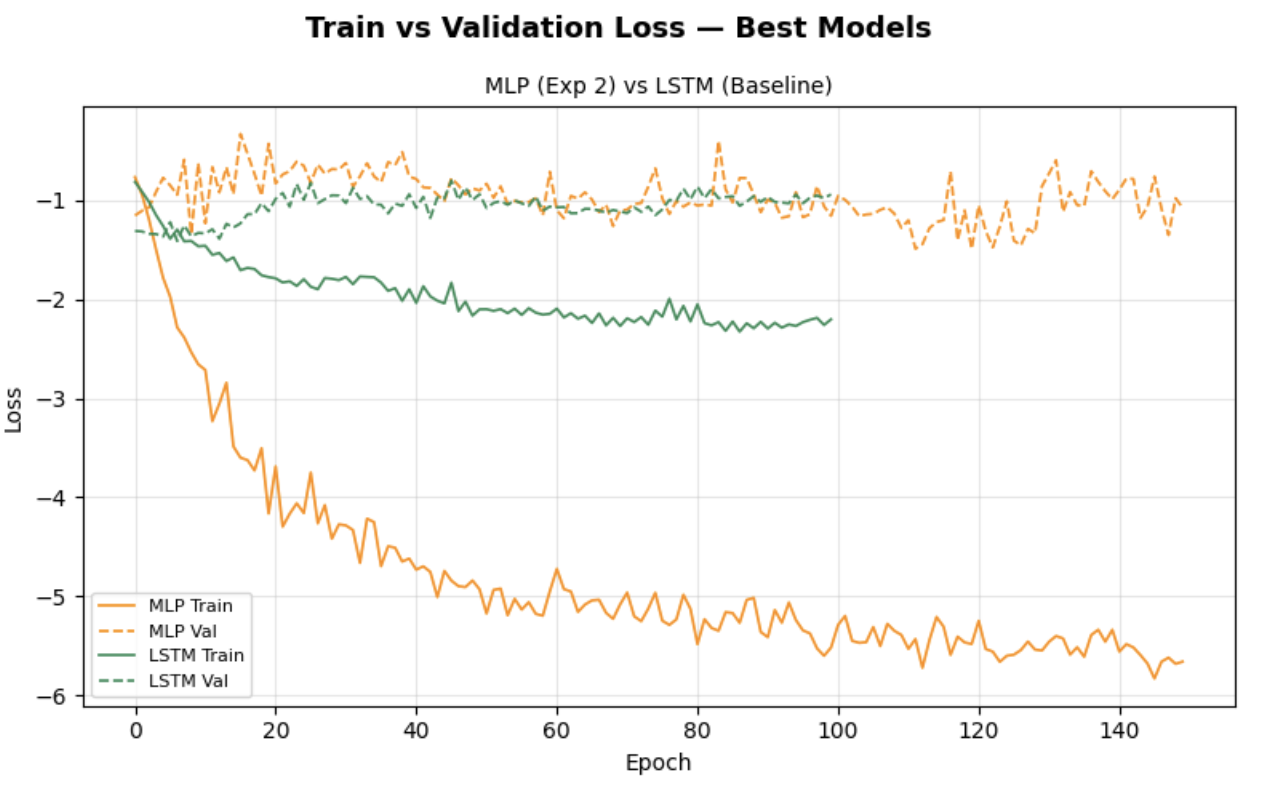 Train vs Validation Loss — Best Models
MLP (Exp 2) vs LSTM (Baseline)
Loss
−1
−2
−3
−4
−5
−6
MLP Train
MLP Val
LSTM Train
LSTM Val
0 20 40 60 80 100 120 140
Epoch